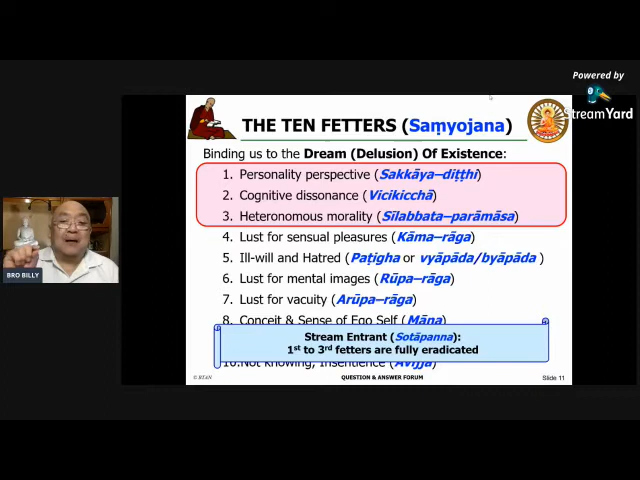 Powered by
StreamYard
THE TEN FETTERS (Saṃyojana)
Binding us to the Dream (Delusion) Of Existence:
1. Personality perspective (Sakkāya–diṭṭhi)
2. Cognitive dissonance (Vicikicchā)
3. Heteronomous morality (Sīlabbata–parāmāsa)
4. Lust for sensual pleasures (Kāma–rāga)
5. Ill-will and Hatred (Paṭigha or vyāpāda/byāpāda )
6. Lust for mental images (Rūpa–rāga)
7. Lust for vacuity (Arūpa–rāga)
8. Conceit & Sense of Ego Self (Māna)
Stream Entrant (Sotāpanna):
1st to 3rd fetters are fully eradicated
10. Not Knowing, Insentience (Avijjā)
BRO BILLY
© BTAN
QUESTION & ANSWER FORUM
Slide 11